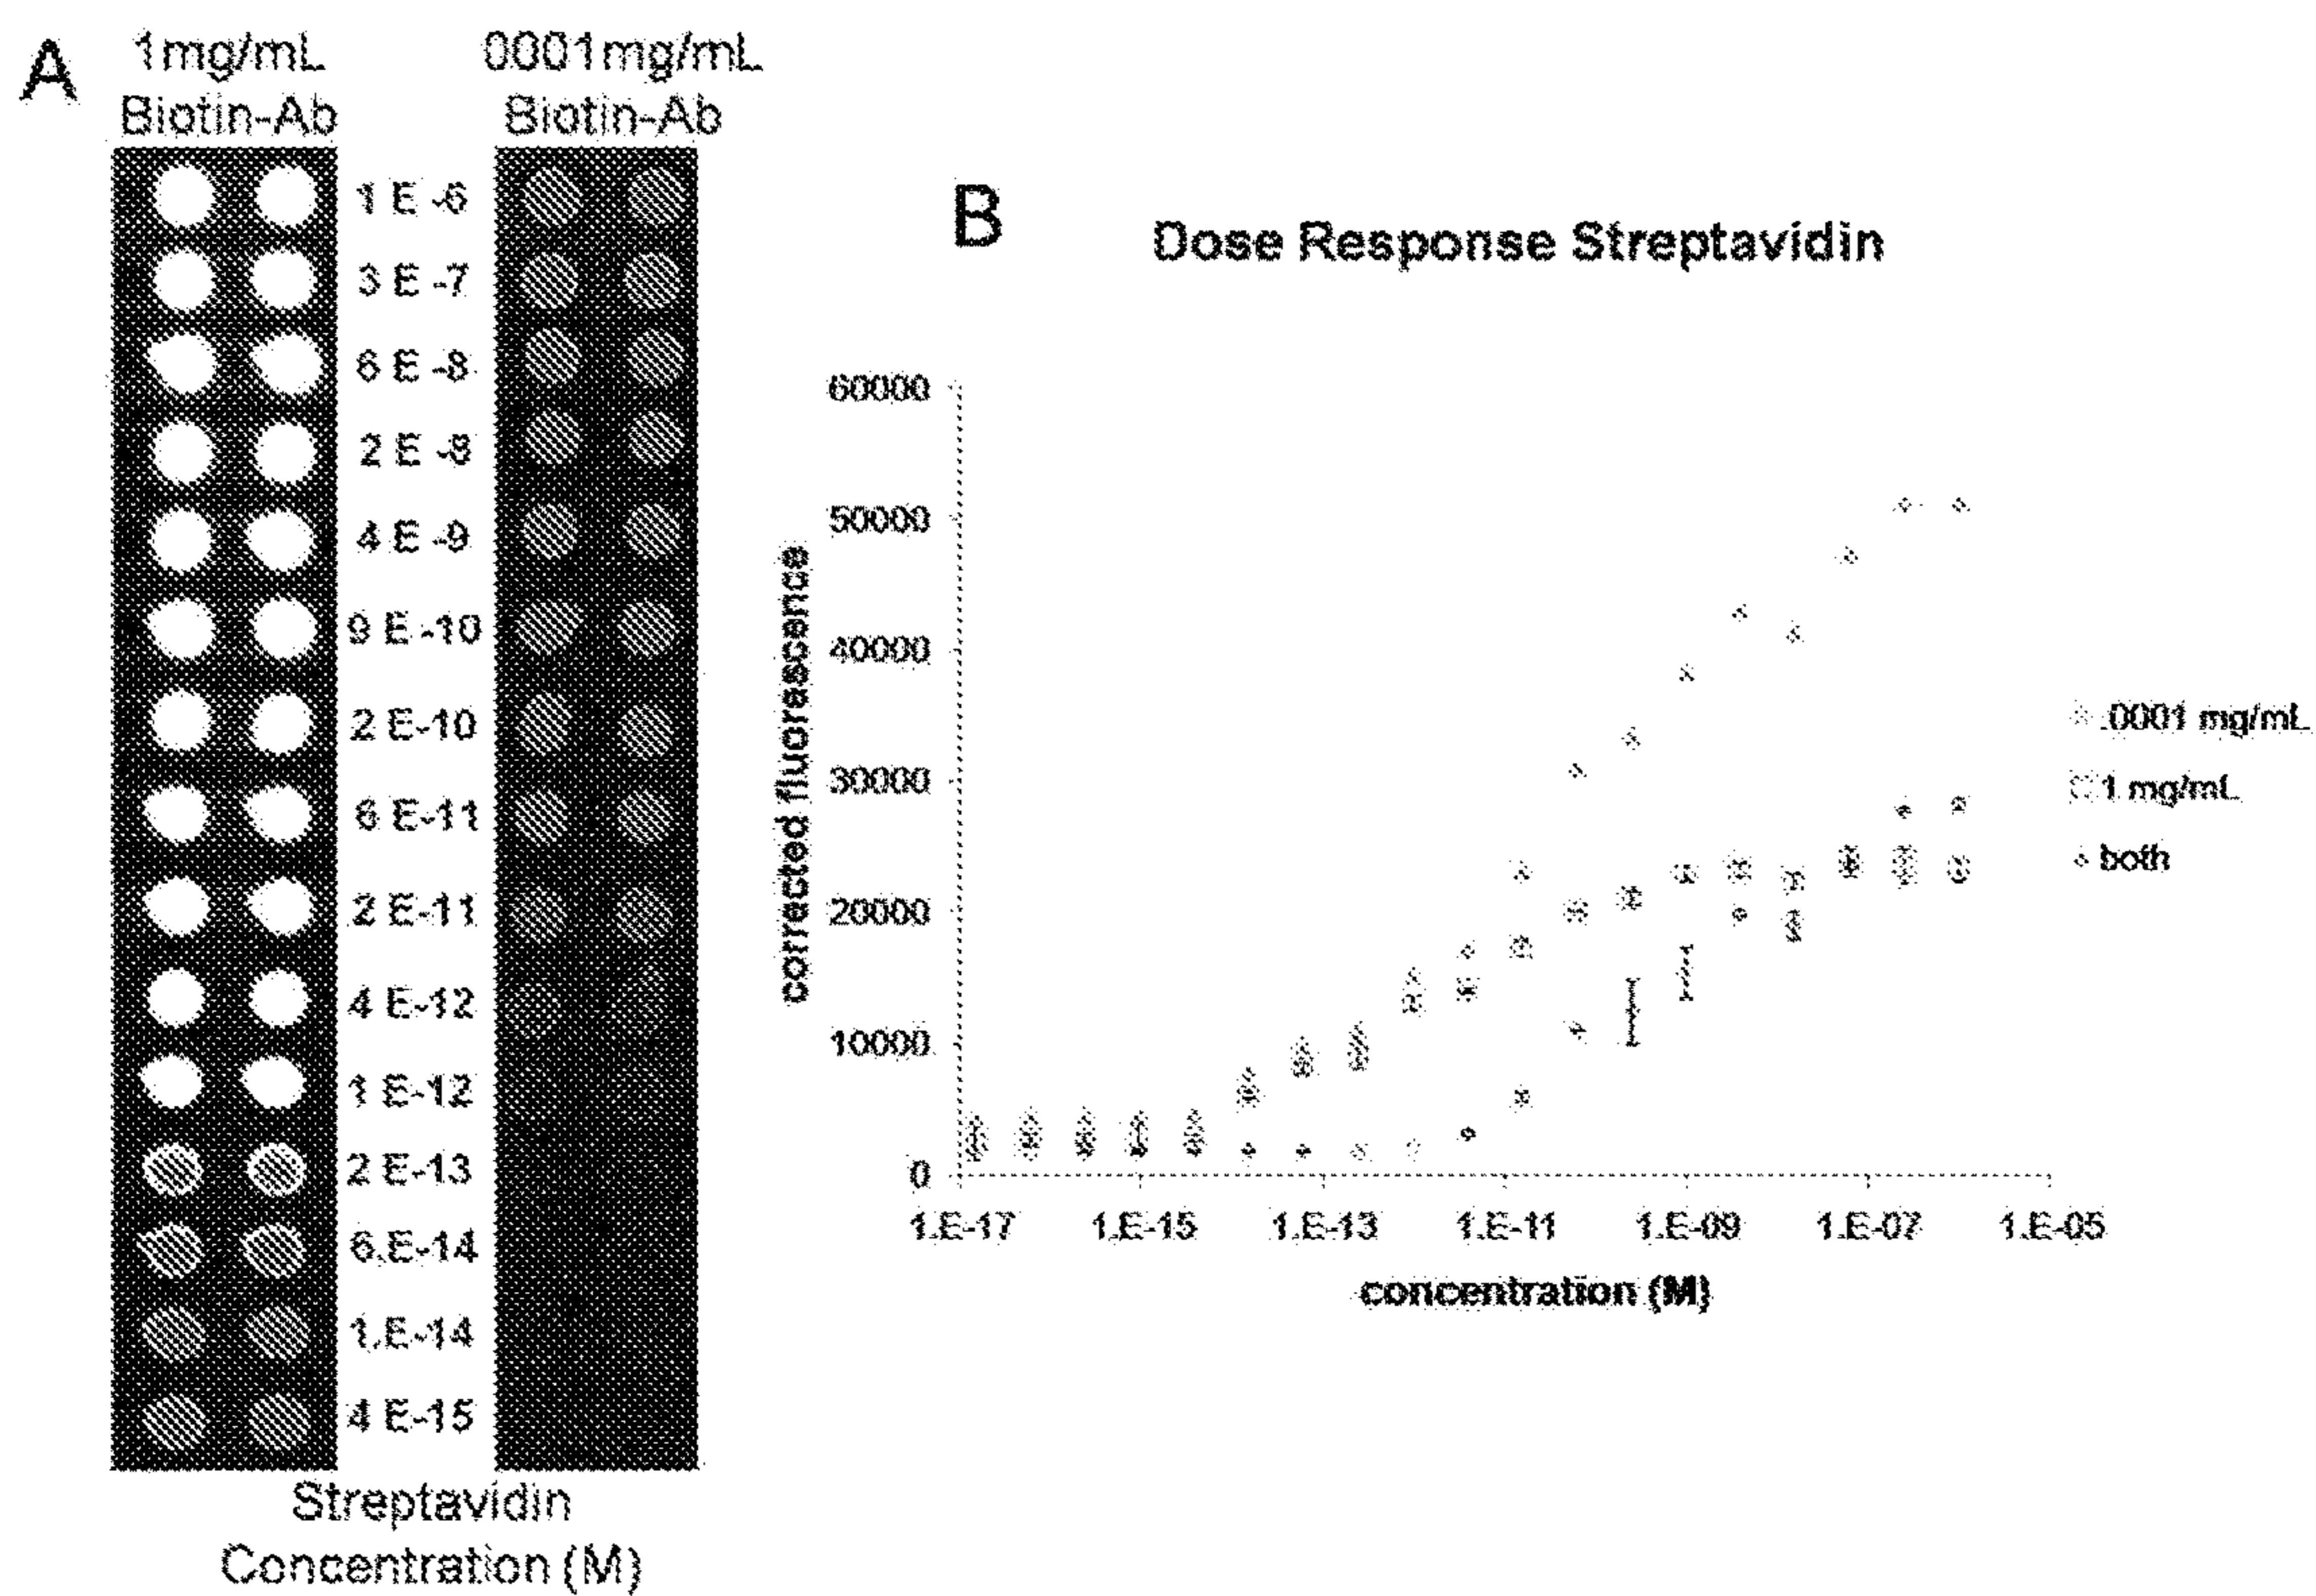 A
1mg/mL
Biotin-Ab
0001mg/mL
Biotin-Ab
1 E -6
3 E -7
6 E -8
2 E -8
4 E -9
9 E -10
2 E-10
6 E-11
2 E-11
4 E-12
1 E-12
2 E-13
6.E-14
1.E-14
4 E-15
Streptavidin
Concentration (M)
B
Dose Response Streptavidin
60000
50000
40000
30000
20000
10000
0
corrected fluorescence
1.E-17 1.E-15 1.E-13 1.E-11 1.E-09 1.E-07 1.E-05
concentration (M)
.0001 mg/mL
1 mg/mL
both